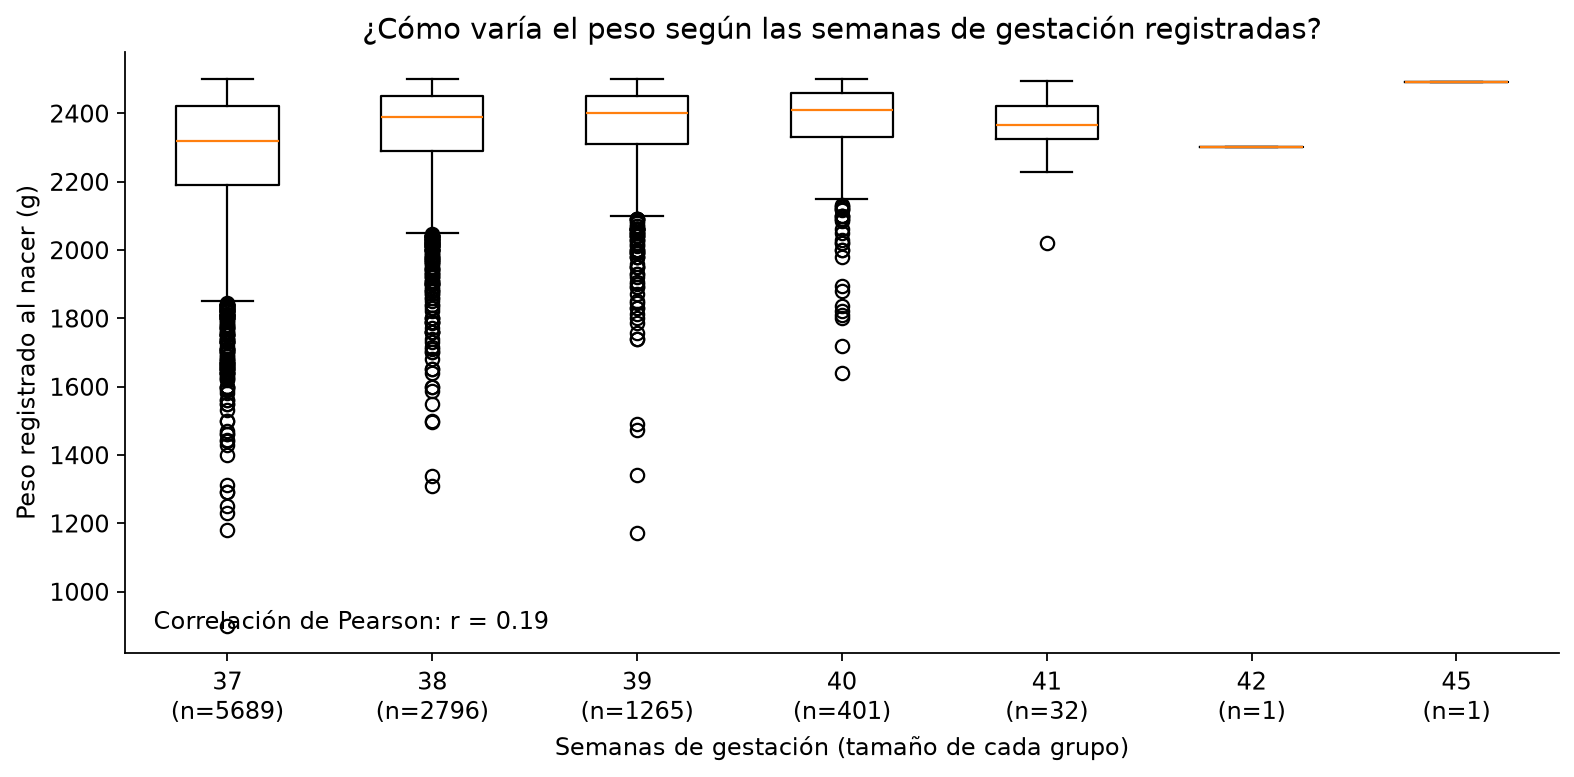 ¿Cómo varía el peso según las semanas de gestación registradas?
Peso registrado al nacer (g)
2400
2200
2000
1800
1600
1400
1200
1000
Correlación de Pearson: r = 0.19
37 38 39 40 41 42 45
(n=5689) (n=2796) (n=1265) (n=401) (n=32) (n=1) (n=1)
Semanas de gestación (tamaño de cada grupo)